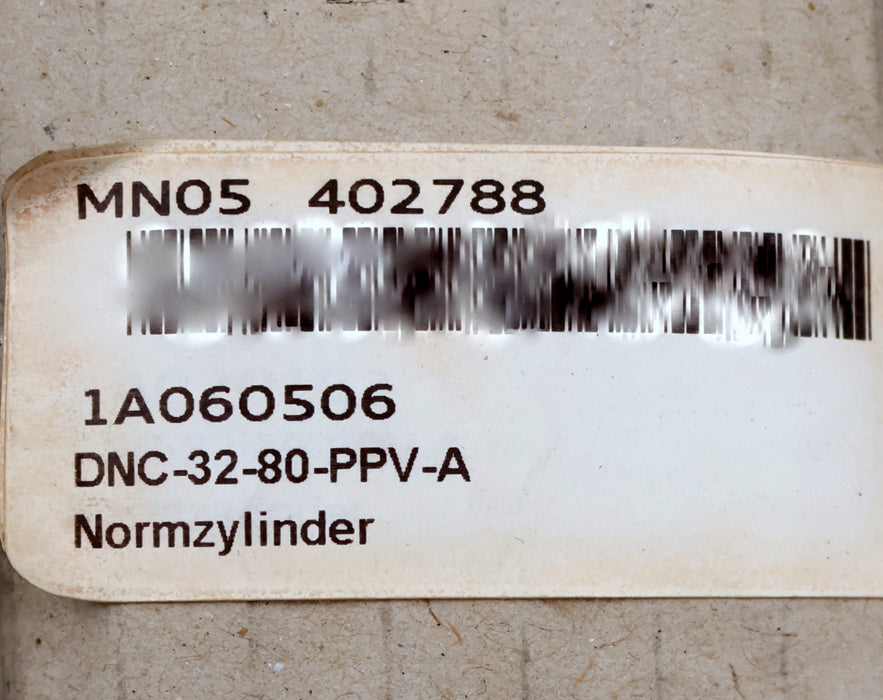 MN05 402788
1A060506
DNC-32-80-PPV-A
Normzylinder